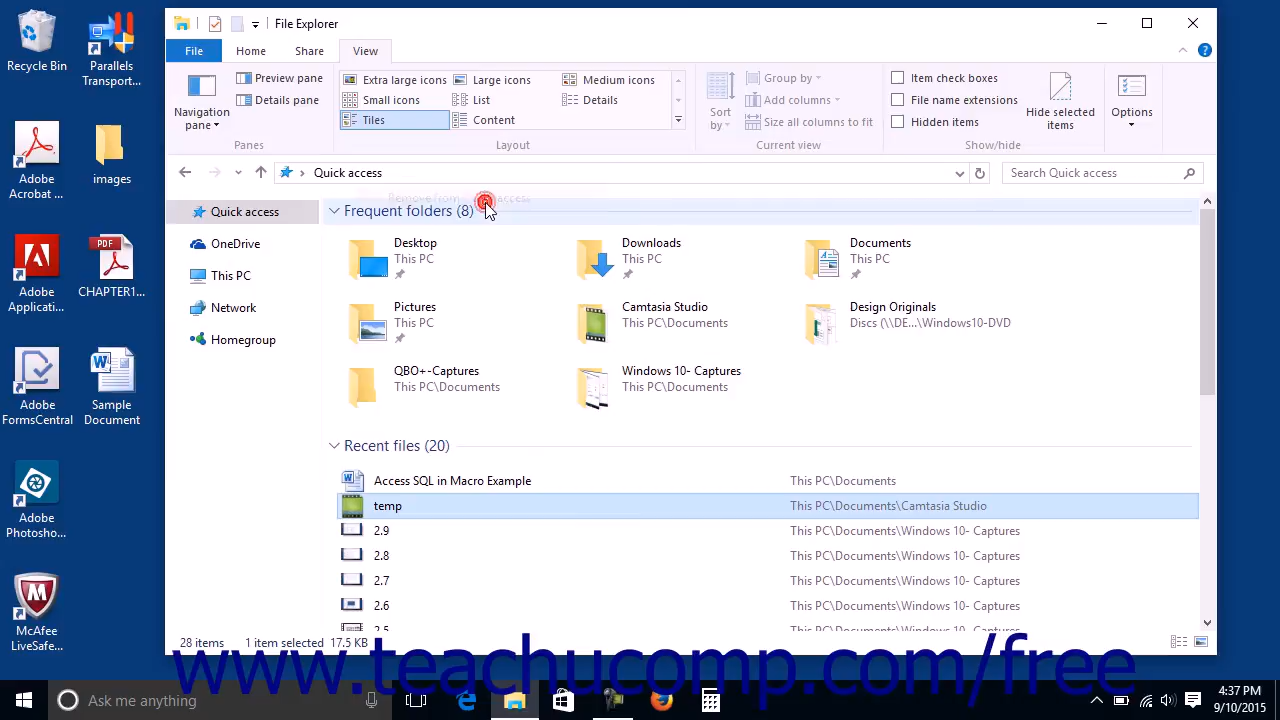 File Explorer
File Home Share View
Navigation pane
Preview pane
Details pane
Panes
Extra large icons Large icons Medium icons
Small icons List Details
Tiles Content
Layout
Sort by
Group by
Add columns
Size all columns to fit
Current view
Item check boxes
File name extensions
Hidden items
Hide selected items
Show/hide
Options
Quick access
Search Quick access
Remove from access
Quick access
OneDrive
This PC
Network
Homegroup
Frequent folders (8)
Desktop
This PC
Downloads
This PC
Documents
This PC
Pictures
This PC
Camtasia Studio
This PC\Documents
Design Originals
Discs (\\DE...\Windows10-DVD
QBO+-Captures
This PC\Documents
Windows 10- Captures
This PC\Documents
Recent files (20)
Access SQL in Macro Example This PC\Documents
temp This PC\Documents\Camtasia Studio
2.9 This PC\Documents\Windows 10- Captures
2.8 This PC\Documents\Windows 10- Captures
2.7 This PC\Documents\Windows 10- Captures
2.6 This PC\Documents\Windows 10- Captures
28 items 1 item selected 17.5 KB
www.teachucomp.com/free
Recycle Bin
Parallels Transport...
Adobe Acrobat ...
images
Adobe Applicati...
PDF
CHAPTER1...
Adobe FormsCentral
Sample Document
Adobe Photosho...
McAfee LiveSafe...
Ask me anything
4:37 PM
9/10/2015